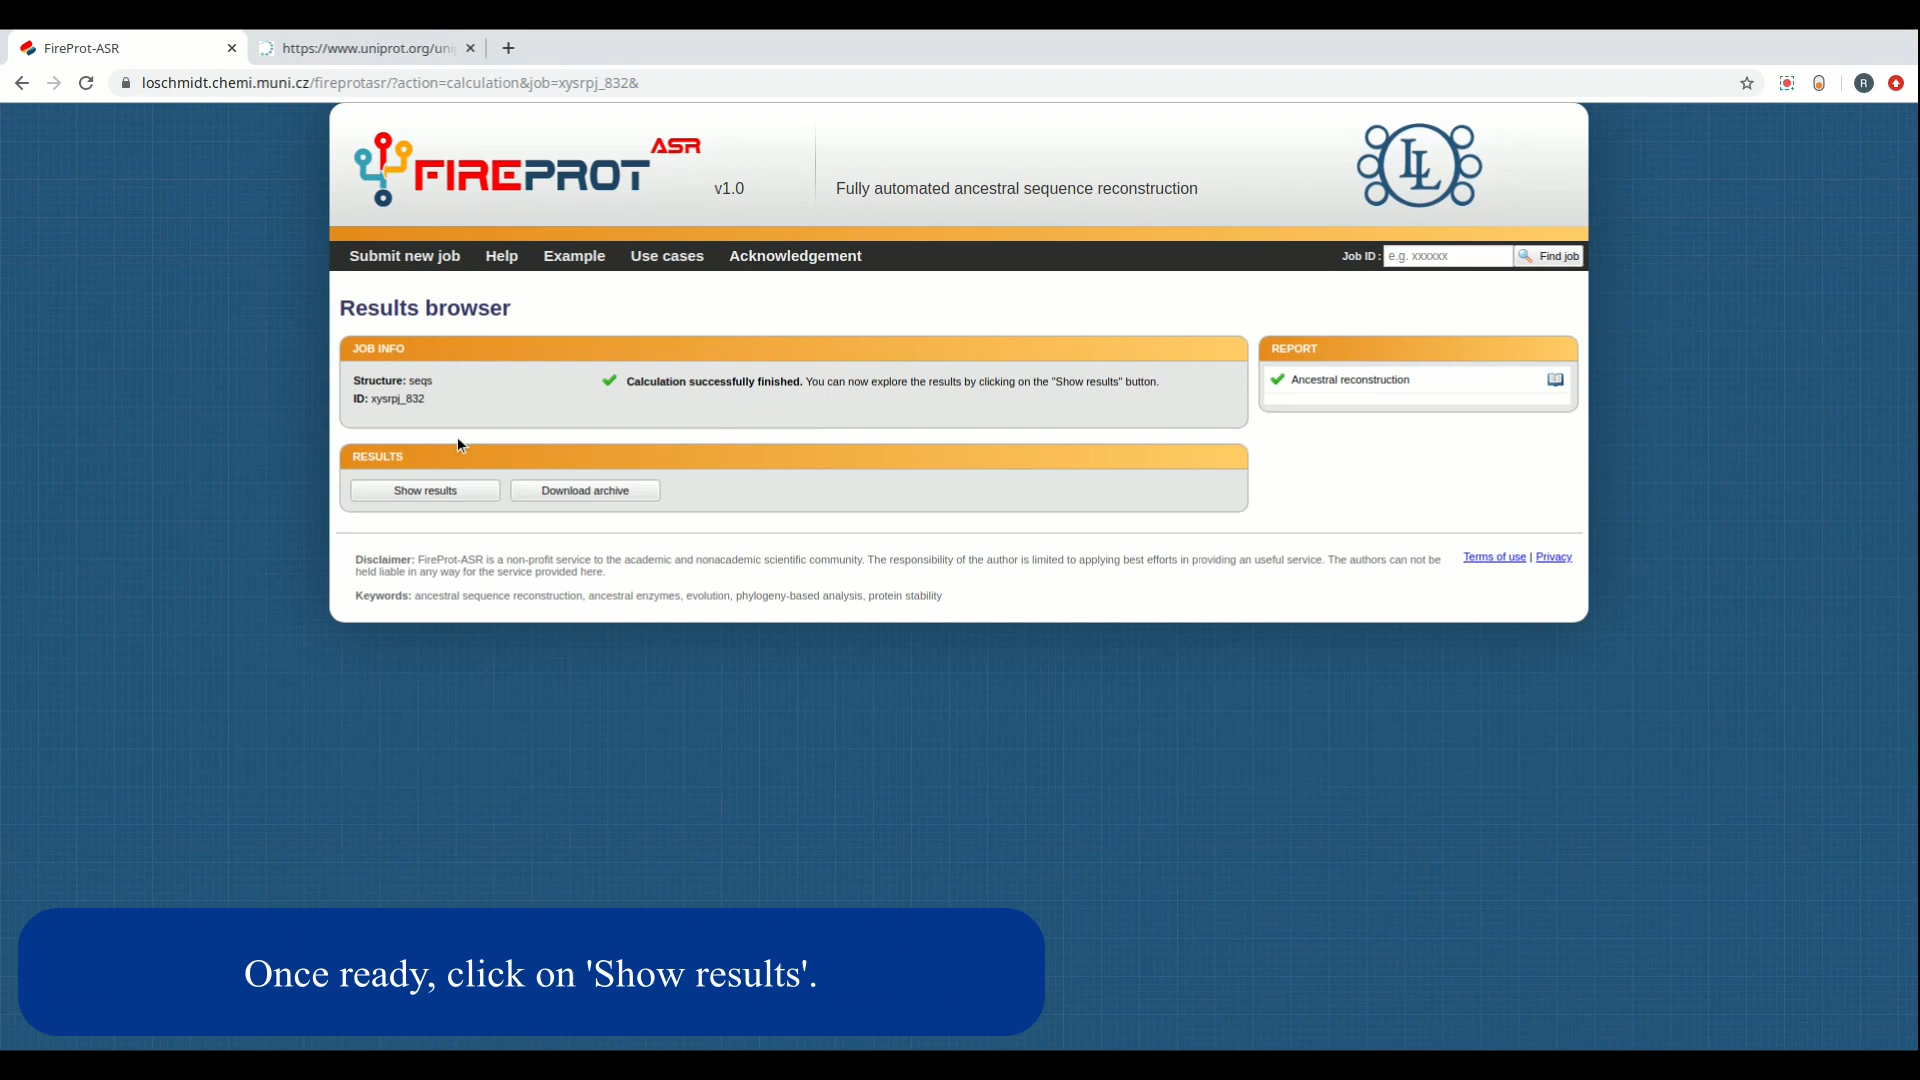 FireProt-ASR
https://www.uniprot.org/uni
loschmidt.chemi.muni.cz/fireprotasr/?action=calculation&job=xysrpj_832&
R
FIREPROT ASR
v1.0
Fully automated ancestral sequence reconstruction
LL
Submit new job Help Example Use cases Acknowledgement
Job ID : e.g. xxxxxx Find job
Results browser
JOB INFO
Structure: seqs
ID: xysrpj_832
Calculation successfully finished. You can now explore the results by clicking on the "Show results" button.
REPORT
Ancestral reconstruction
RESULTS
Show results Download archive
Disclaimer: FireProt-ASR is a non-profit service to the academic and nonacademic scientific community. The responsibility of the author is limited to applying best efforts in providing an useful service. The authors can not be
held liable in any way for the service provided here.
Terms of use | Privacy
Keywords: ancestral sequence reconstruction, ancestral enzymes, evolution, phylogeny-based analysis, protein stability
Once ready, click on 'Show results'.